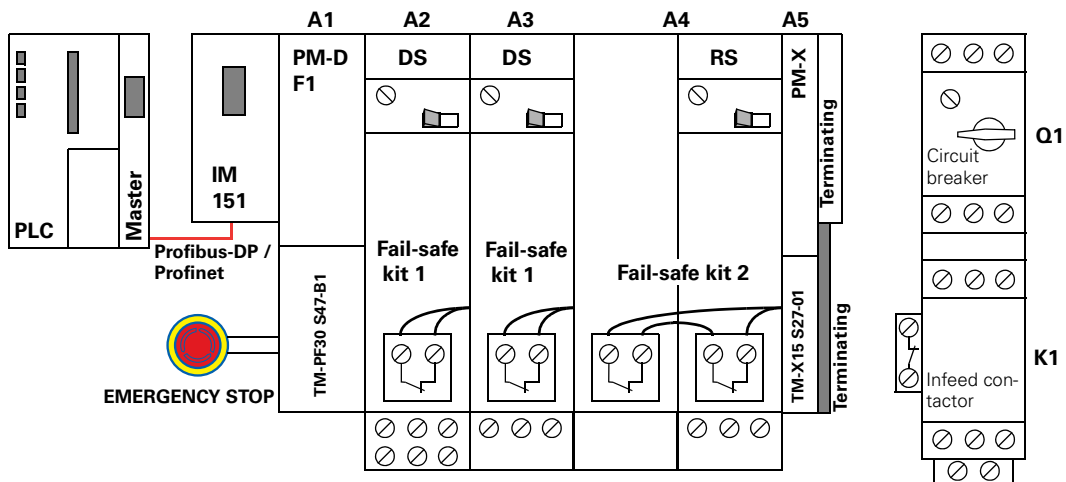 A1
A2
A3
A4
A5
PM-D
F1
DS
DS
RS
PM-X
Terminating
Q1
Circuit
breaker
IM
151
PLC
Master
Profibus-DP /
Profinet
Fail-safe
kit 1
Fail-safe
kit 1
Fail-safe kit 2
TM-PF30 S47-B1
TM-X15 S27-01
Terminating
EMERGENCY STOP
K1
Infeed con-
tactor